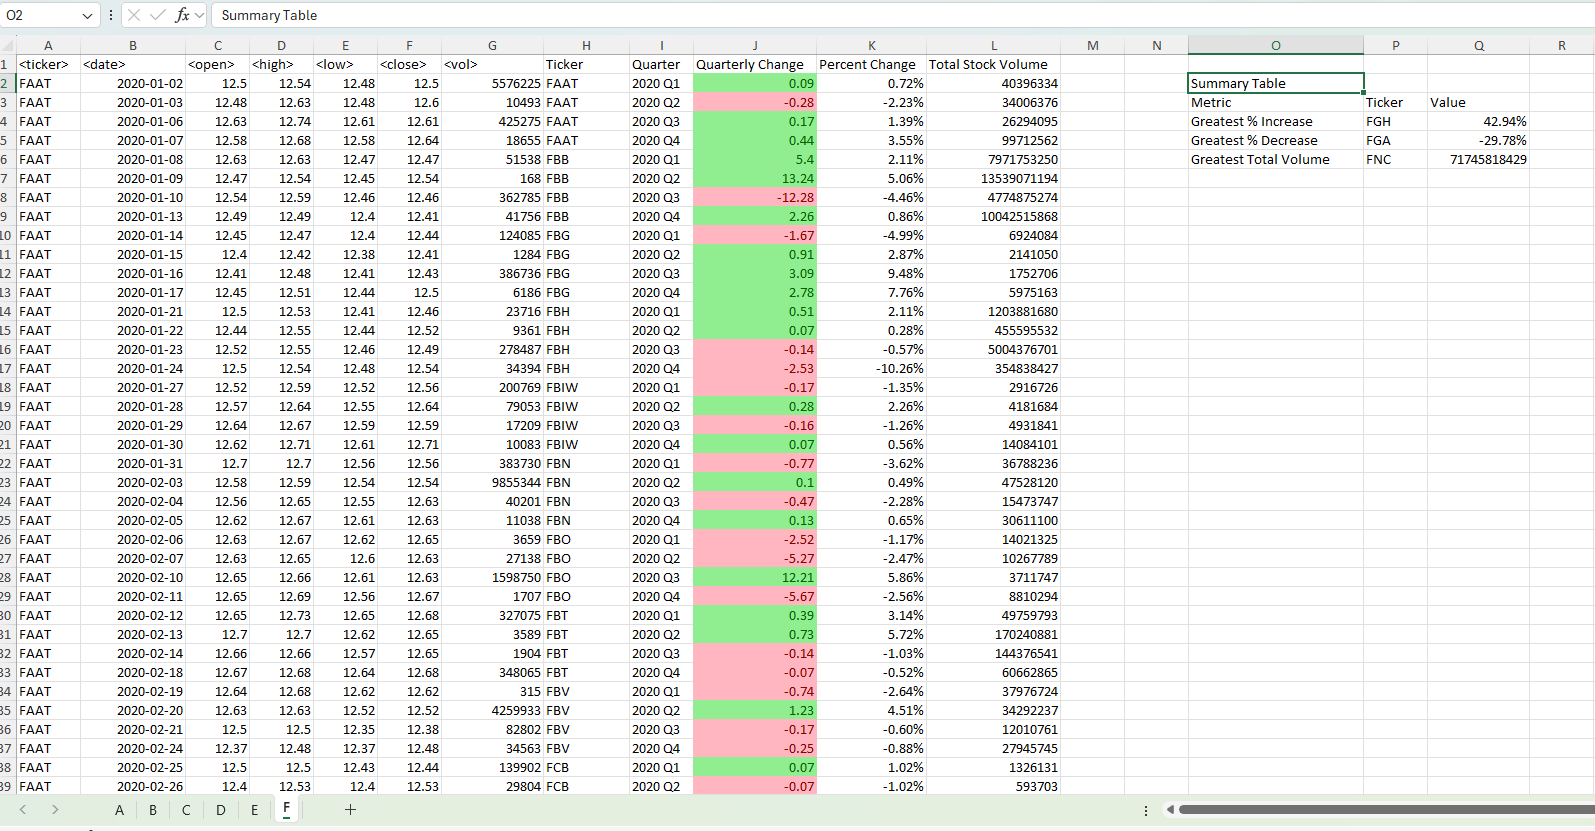 O2 fx Summary Table
A B C D E F G H I J K L M N O P Q R
1 <ticker> <date> <open> <high> <low> <close> <vol> Ticker Quarter Quarterly Change Percent Change Total Stock Volume
2 FAAT 2020-01-02 12.5 12.54 12.48 12.5 5576225 FAAT 2020 Q1 0.09 0.72% 40396334 Summary Table
3 FAAT 2020-01-03 12.48 12.63 12.48 12.6 10493 FAAT 2020 Q2 -0.28 -2.23% 34006376 Metric Ticker Value
4 FAAT 2020-01-06 12.63 12.74 12.61 12.61 425275 FAAT 2020 Q3 0.17 1.39% 26294095 Greatest % Increase FGH 42.94%
5 FAAT 2020-01-07 12.58 12.68 12.58 12.64 18655 FAAT 2020 Q4 0.44 3.55% 99712562 Greatest % Decrease FGA -29.78%
6 FAAT 2020-01-08 12.63 12.63 12.47 12.47 51538 FBB 2020 Q1 5.4 2.11% 7971753250 Greatest Total Volume FNC 71745818429
7 FAAT 2020-01-09 12.47 12.54 12.45 12.54 168 FBB 2020 Q2 13.24 5.06% 13539071194
8 FAAT 2020-01-10 12.54 12.59 12.46 12.46 362785 FBB 2020 Q3 -12.28 -4.46% 4774875274
9 FAAT 2020-01-13 12.49 12.49 12.4 12.41 41756 FBB 2020 Q4 2.26 0.86% 10042515868
10 FAAT 2020-01-14 12.45 12.47 12.4 12.44 124085 FBG 2020 Q1 -1.67 -4.99% 6924084
11 FAAT 2020-01-15 12.4 12.42 12.38 12.41 1284 FBG 2020 Q2 0.91 2.87% 2141050
12 FAAT 2020-01-16 12.41 12.48 12.41 12.43 386736 FBG 2020 Q3 3.09 9.48% 1752706
13 FAAT 2020-01-17 12.45 12.51 12.44 12.5 6186 FBG 2020 Q4 2.78 7.76% 5975163
14 FAAT 2020-01-21 12.5 12.53 12.41 12.46 23716 FBH 2020 Q1 0.51 2.11% 1203881680
15 FAAT 2020-01-22 12.44 12.55 12.44 12.52 9361 FBH 2020 Q2 0.07 0.28% 455595532
16 FAAT 2020-01-23 12.52 12.55 12.46 12.49 278487 FBH 2020 Q3 -0.14 -0.57% 5004376701
17 FAAT 2020-01-24 12.5 12.54 12.48 12.54 34394 FBH 2020 Q4 -2.53 -10.26% 354838427
18 FAAT 2020-01-27 12.52 12.59 12.52 12.56 200769 FBIW 2020 Q1 -0.17 -1.35% 2916726
19 FAAT 2020-01-28 12.57 12.64 12.55 12.64 79053 FBIW 2020 Q2 0.28 2.26% 4181684
20 FAAT 2020-01-29 12.64 12.67 12.59 12.59 17209 FBIW 2020 Q3 -0.16 -1.26% 4931841
21 FAAT 2020-01-30 12.62 12.71 12.61 12.71 10083 FBIW 2020 Q4 0.07 0.56% 14084101
22 FAAT 2020-01-31 12.7 12.7 12.56 12.56 383730 FBN 2020 Q1 -0.77 -3.62% 36788236
23 FAAT 2020-02-03 12.58 12.59 12.54 12.54 9855344 FBN 2020 Q2 0.1 0.49% 47528120
24 FAAT 2020-02-04 12.56 12.65 12.55 12.63 40201 FBN 2020 Q3 -0.47 -2.28% 15473747
25 FAAT 2020-02-05 12.62 12.67 12.61 12.63 11038 FBN 2020 Q4 0.13 0.65% 30611100
26 FAAT 2020-02-06 12.63 12.67 12.62 12.65 3659 FBO 2020 Q1 -2.52 -1.17% 14021325
27 FAAT 2020-02-07 12.63 12.65 12.6 12.63 27138 FBO 2020 Q2 -5.27 -2.47% 10267789
28 FAAT 2020-02-10 12.65 12.66 12.61 12.63 1598750 FBO 2020 Q3 12.21 5.86% 3711747
29 FAAT 2020-02-11 12.65 12.69 12.56 12.67 1707 FBO 2020 Q4 -5.67 -2.56% 8810294
30 FAAT 2020-02-12 12.65 12.73 12.65 12.68 327075 FBT 2020 Q1 0.39 3.14% 49759793
31 FAAT 2020-02-13 12.7 12.7 12.62 12.65 3589 FBT 2020 Q2 0.73 5.72% 170240881
32 FAAT 2020-02-14 12.66 12.66 12.57 12.65 1904 FBT 2020 Q3 -0.14 -1.03% 144376541
33 FAAT 2020-02-18 12.67 12.68 12.64 12.68 348065 FBT 2020 Q4 -0.07 -0.52% 60662865
34 FAAT 2020-02-19 12.64 12.68 12.62 12.62 315 FBV 2020 Q1 -0.74 -2.64% 37976724
35 FAAT 2020-02-20 12.63 12.63 12.52 12.52 4259933 FBV 2020 Q2 1.23 4.51% 34292237
36 FAAT 2020-02-21 12.5 12.5 12.35 12.38 82802 FBV 2020 Q3 -0.17 -0.60% 12010761
37 FAAT 2020-02-24 12.37 12.48 12.37 12.48 34563 FBV 2020 Q4 -0.25 -0.88% 27945745
38 FAAT 2020-02-25 12.5 12.5 12.43 12.44 139902 FCB 2020 Q1 0.07 1.02% 1326131
39 FAAT 2020-02-26 12.4 12.53 12.4 12.53 29804 FCB 2020 Q2 -0.07 -1.02% 593703
A B C D E F